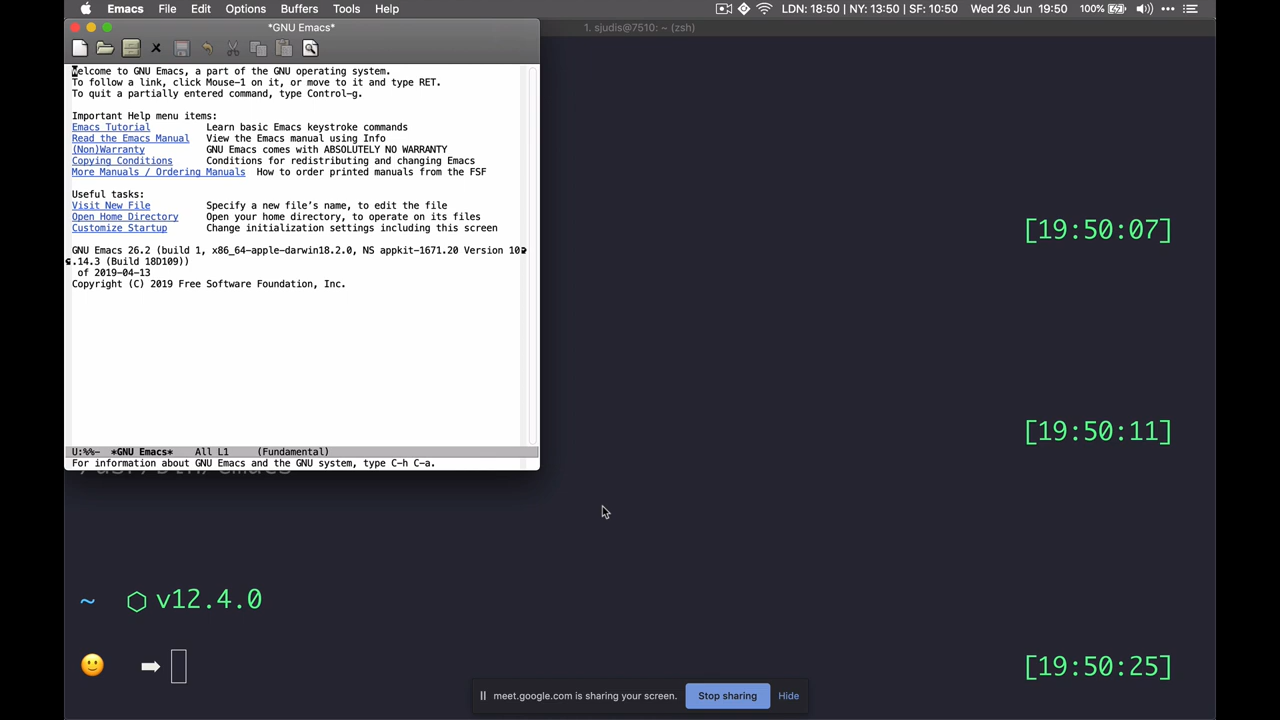 Emacs File Edit Options Buffers Tools Help LDN: 18:50 | NY: 13:50 | SF: 10:50 Wed 26 Jun 19:50 100%
*GNU Emacs*
1. sjudis@7510: ~ (zsh)
Welcome to GNU Emacs, a part of the GNU operating system.
To follow a link, click Mouse-1 on it, or move to it and type RET.
To quit a partially entered command, type Control-g.
Important Help menu items:
Emacs Tutorial Learn basic Emacs keystroke commands
Read the Emacs Manual View the Emacs manual using Info
(Non)Warranty GNU Emacs comes with ABSOLUTELY NO WARRANTY
Copying Conditions Conditions for redistributing and changing Emacs
More Manuals / Ordering Manuals How to order printed manuals from the FSF
Useful tasks:
Visit New File Specify a new file’s name, to edit the file
Open Home Directory Open your home directory, to operate on its files
Customize Startup Change initialization settings including this screen
GNU Emacs 26.2 (build 1, x86_64-apple-darwin18.2.0, NS appkit-1671.20 Version 10
.14.3 (Build 18D109))
of 2019-04-13
Copyright (C) 2019 Free Software Foundation, Inc.
U:%%- *GNU Emacs* All L1 (Fundamental)
For information about GNU Emacs and the GNU system, type C-h C-a.
[19:50:07]
[19:50:11]
~ ⬡ v12.4.0
🙂 ➡ [19:50:25]
meet.google.com is sharing your screen. Stop sharing Hide